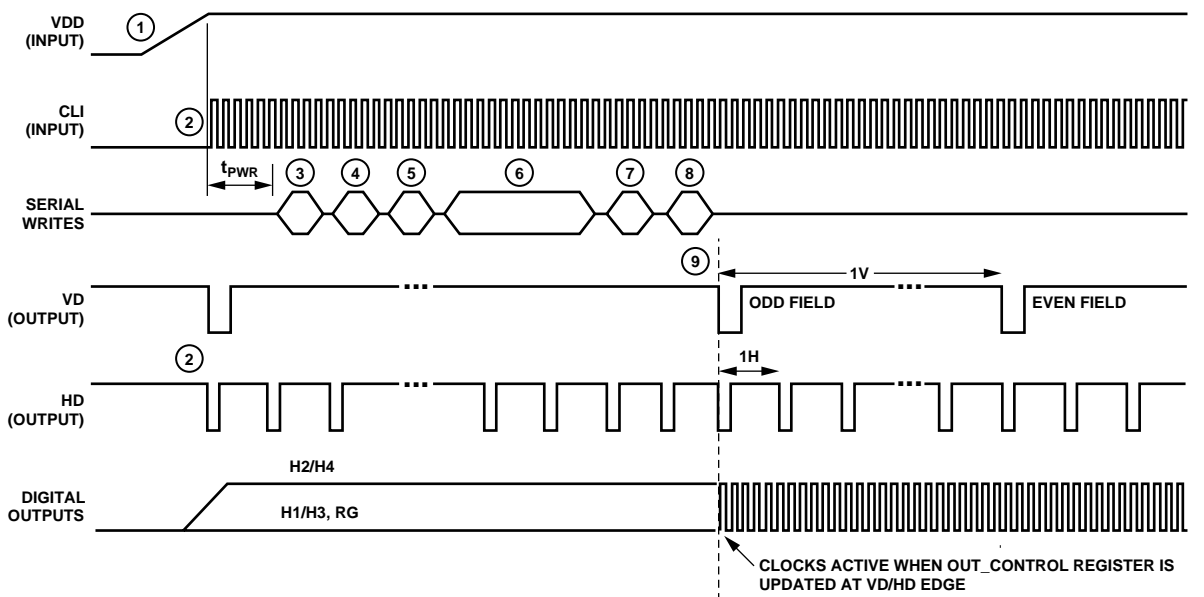 VDD
(INPUT)
1
CLI
(INPUT)
2
tPWR
3
4
5
6
7
8
SERIAL
WRITES
9
1V
VD
(OUTPUT)
ODD FIELD
EVEN FIELD
2
1H
HD
(OUTPUT)
H2/H4
DIGITAL
OUTPUTS
H1/H3, RG
CLOCKS ACTIVE WHEN OUT_CONTROL REGISTER IS
UPDATED AT VD/HD EDGE